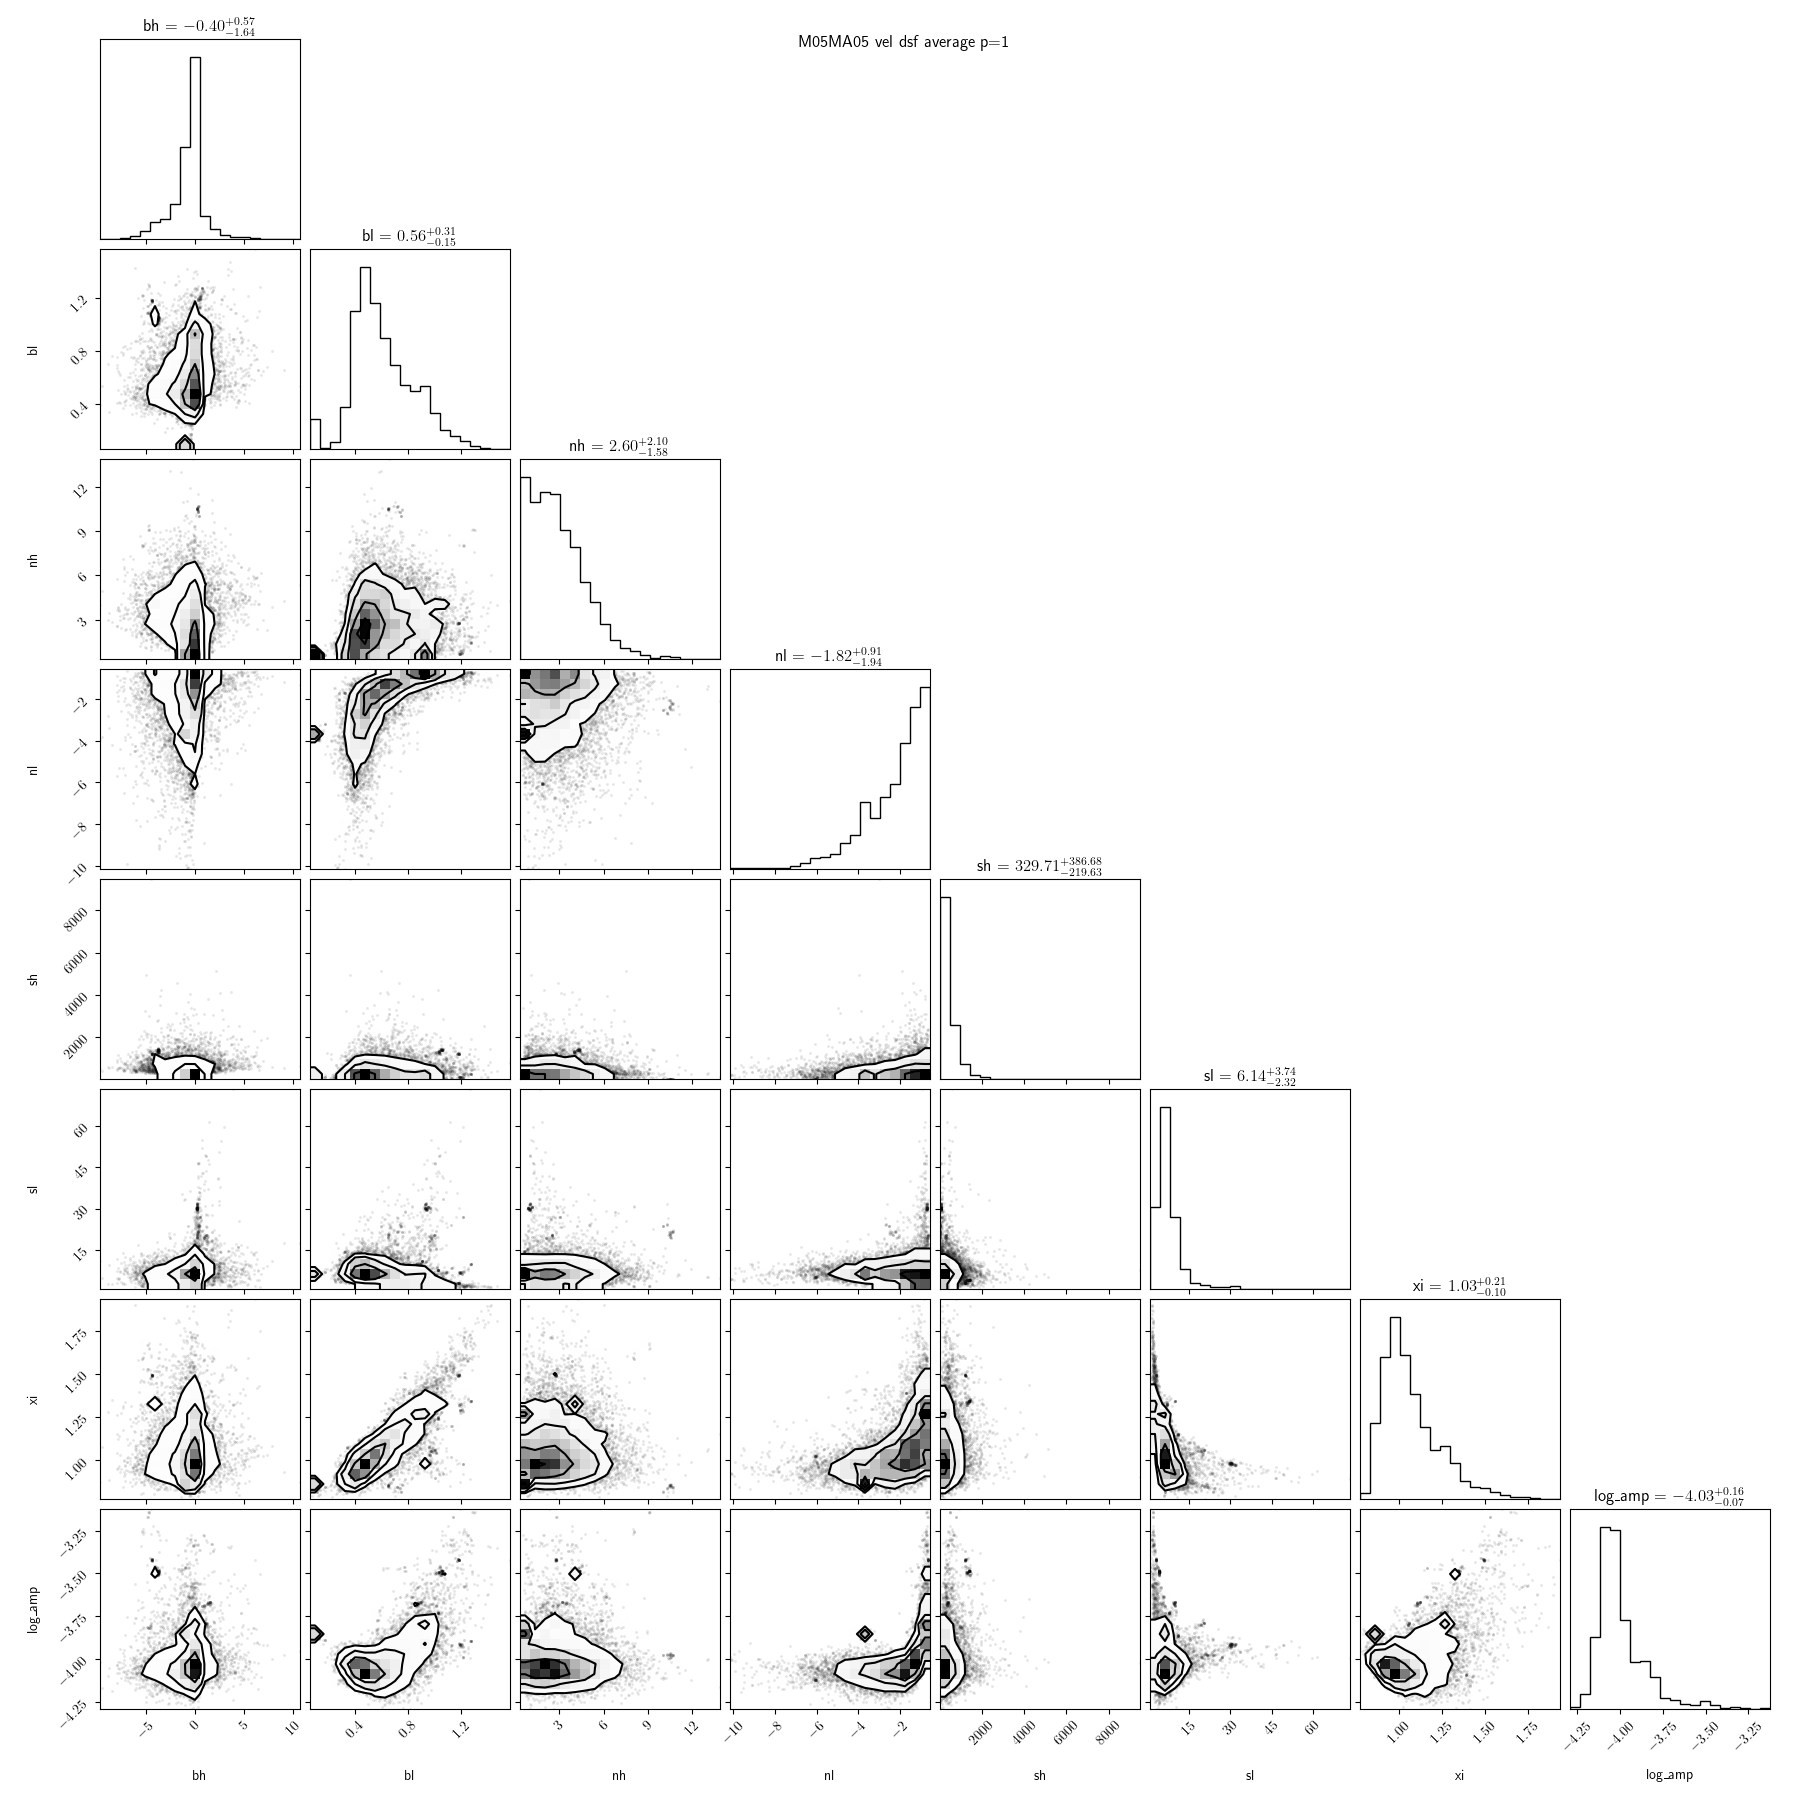 bh = −0.40+0.57−1.64
M05MA05 vel dsf average p=1
bl = 0.56+0.31−0.15
bl
1.2
0.8
0.4
nh = 2.60+2.10−1.58
nh
12
9
6
3
nl = −1.82+0.91−1.94
nl
−2
−4
−6
−8
−10
sh = 329.71+386.68−219.63
sh
8000
6000
4000
2000
sl = 6.14+3.74−2.32
sl
60
45
30
15
xi = 1.03+0.21−0.10
xi
1.75
1.50
1.25
1.00
log_amp = −4.03+0.16−0.07
log_amp
−3.25
−3.50
−3.75
−4.00
−4.25
−5 0 5 10
0.4 0.8 1.2
3 6 9 12
−10 −8 −6 −4 −2
2000 4000 6000 8000
15 30 45 60
1.00 1.25 1.50 1.75
−4.25 −4.00 −3.75 −3.50 −3.25
bh bl nh nl sh sl xi log_amp